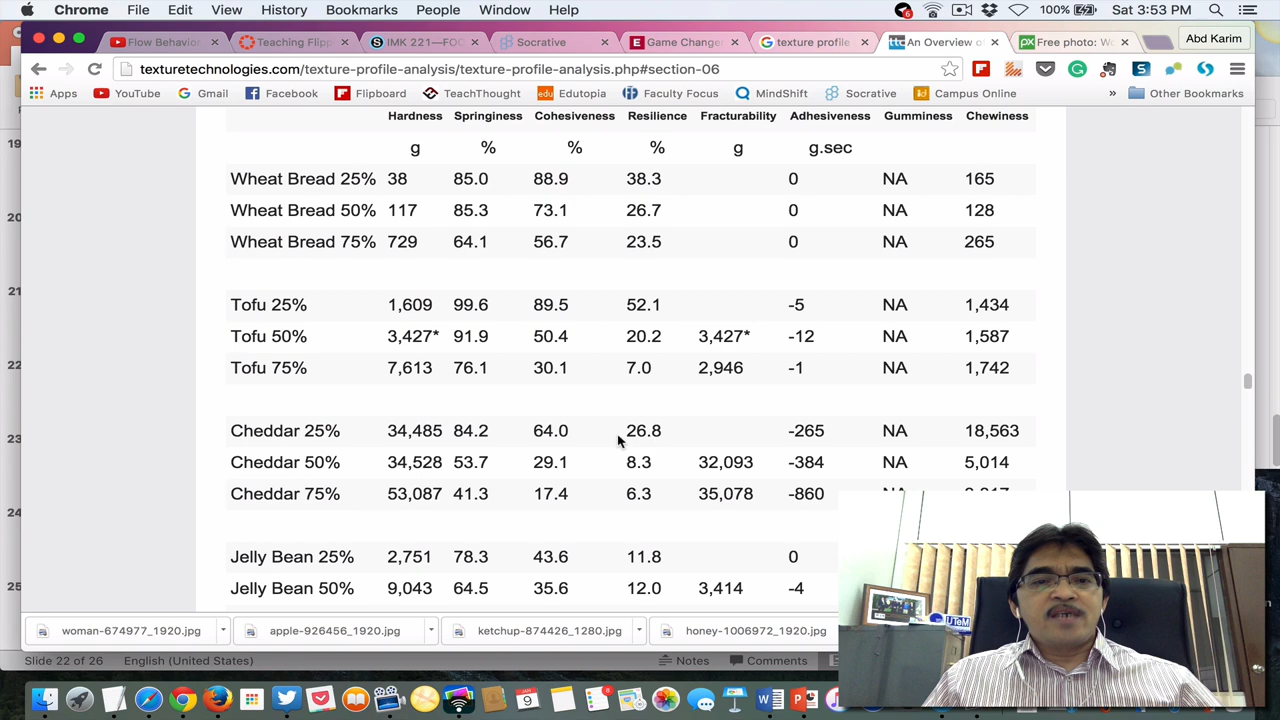 Chrome File Edit View History Bookmarks People Window Help 100% Sat 3:53 PM
Flow Behavio Teaching Flip IMK 221—FOO Socrative Game Change texture profile An Overview o Free photo: Wo Abd Karim
texturetechnologies.com/texture-profile-analysis/texture-profile-analysis.php#section-06
Apps YouTube Gmail Facebook Flipboard TeachThought Edutopia Faculty Focus MindShift Socrative Campus Online » Other Bookmarks
Hardness Springiness Cohesiveness Resilience Fracturability Adhesiveness Gumminess Chewiness
g % % % g g.sec
Wheat Bread 25% 38 85.0 88.9 38.3 0 NA 165
Wheat Bread 50% 117 85.3 73.1 26.7 0 NA 128
Wheat Bread 75% 729 64.1 56.7 23.5 0 NA 265
Tofu 25% 1,609 99.6 89.5 52.1 -5 NA 1,434
Tofu 50% 3,427* 91.9 50.4 20.2 3,427* -12 NA 1,587
Tofu 75% 7,613 76.1 30.1 7.0 2,946 -1 NA 1,742
Cheddar 25% 34,485 84.2 64.0 26.8 -265 NA 18,563
Cheddar 50% 34,528 53.7 29.1 8.3 32,093 -384 NA 5,014
Cheddar 75% 53,087 41.3 17.4 6.3 35,078 -860
Jelly Bean 25% 2,751 78.3 43.6 11.8 0
Jelly Bean 50% 9,043 64.5 35.6 12.0 3,414 -4
woman-674977_1920.jpg apple-926456_1920.jpg ketchup-874426_1280.jpg honey-1006972_1920.jpg
Slide 22 of 26 English (United States) Notes Comments
19
20
21
22
23
24
25
UTeM